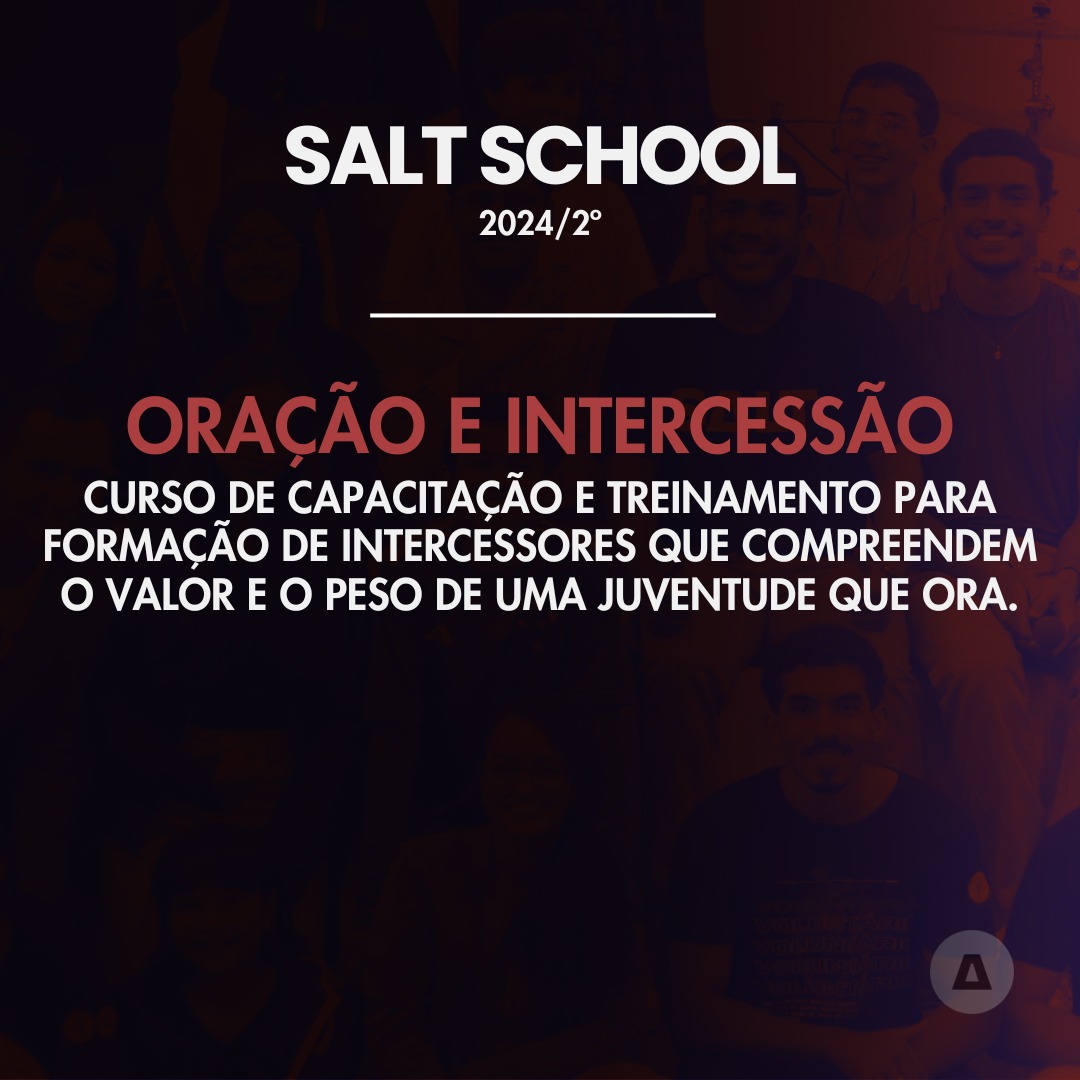 SALT SCHOOL
2024/2º
ORAÇÃO E INTERCESSÃO
CURSO DE CAPACITAÇÃO E TREINAMENTO PARA
FORMAÇÃO DE INTERCESSORES QUE COMPREENDEM
O VALOR E O PESO DE UMA JUVENTUDE QUE ORA.